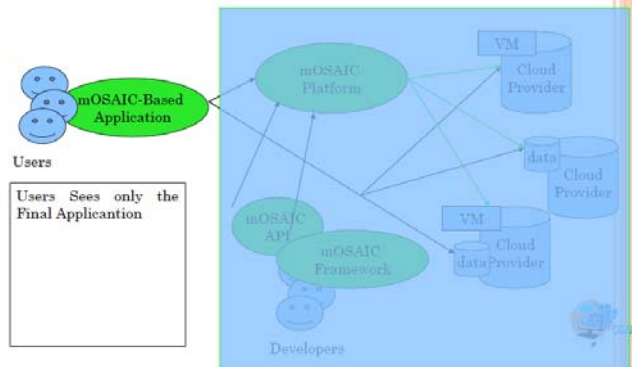 mOSAIC-Based
Application
Users
Users Sees only the
Final Applicantion
mOSAIC
Platform
VM
Cloud
Provider
data
Cloud
Provider
mOSAIC
API
mOSAIC
Framework
VM
Cloud
Provider
data
Developers